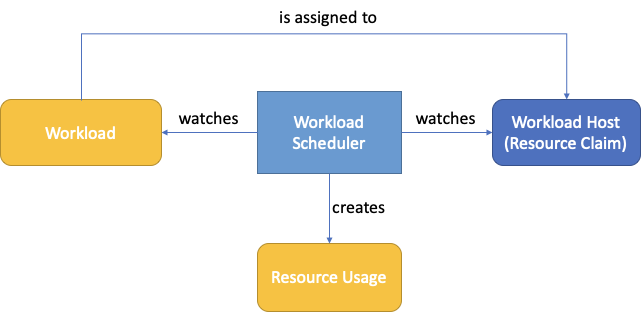 is assigned to
Workload
watches
Workload
Scheduler
watches
Workload Host
(Resource Claim)
creates
Resource Usage